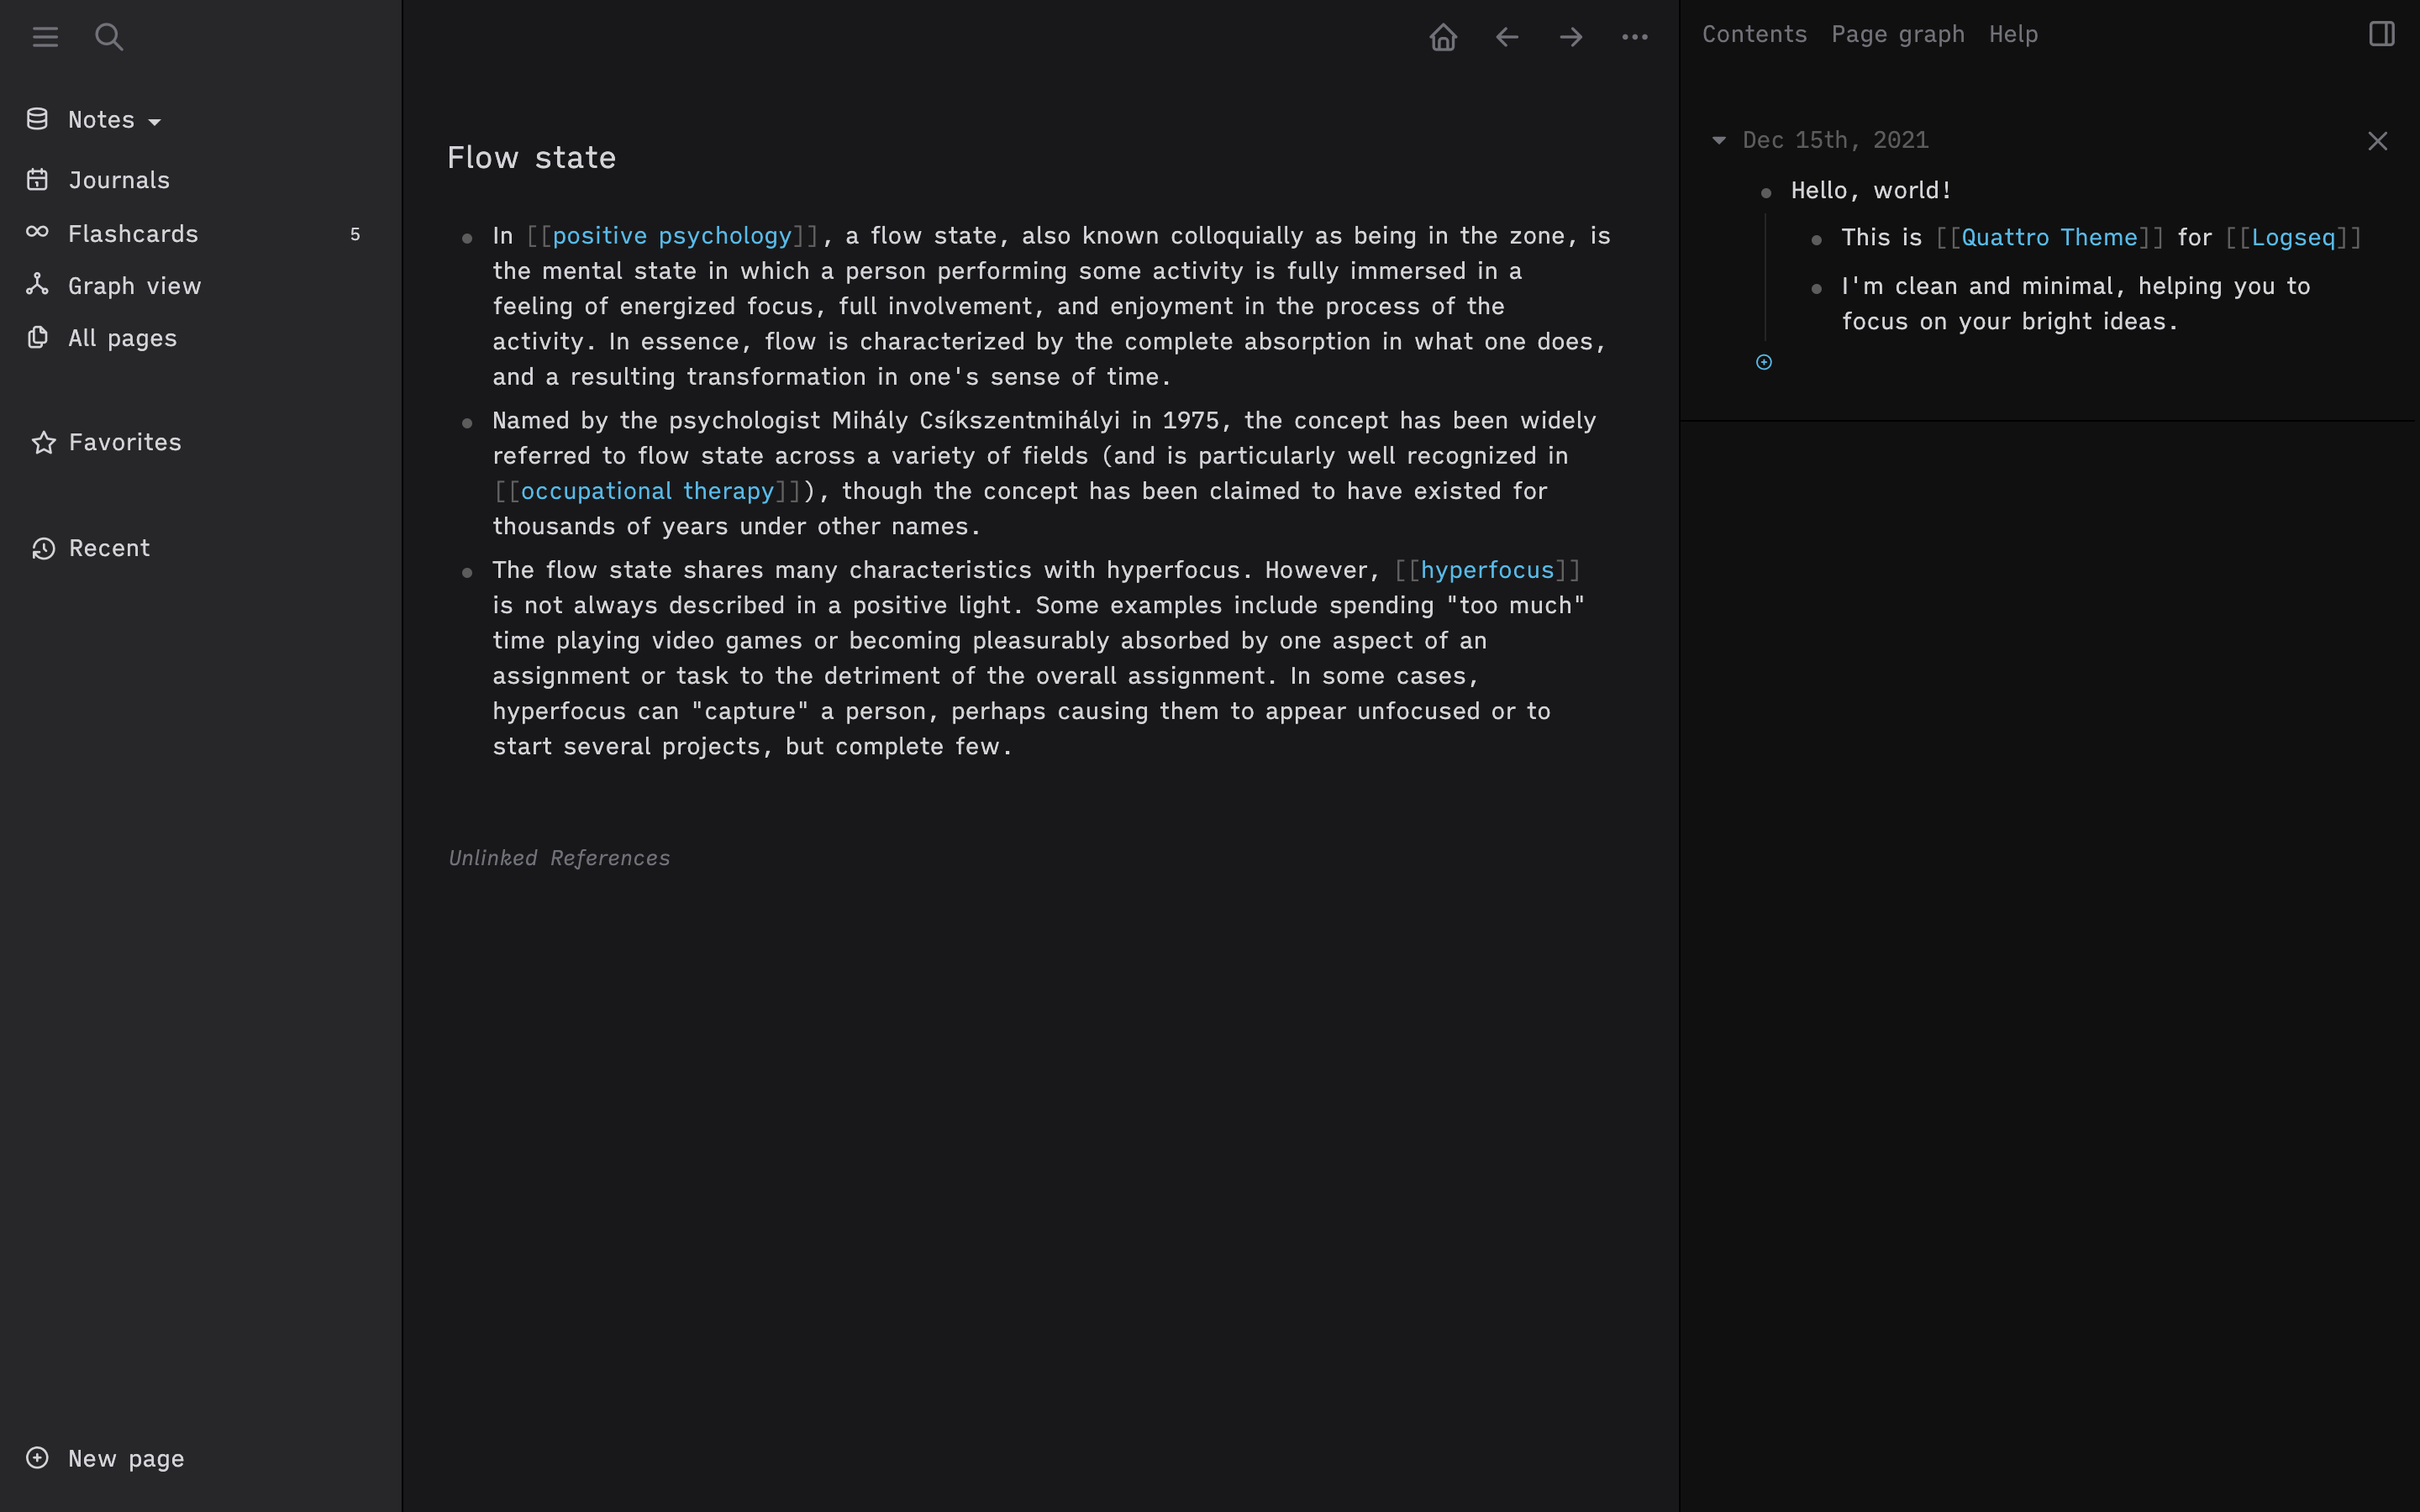 Notes
Journals
Flashcards 5
Graph view
All pages
Favorites
Recent
New page
Flow state
In [[positive psychology]], a flow state, also known colloquially as being in the zone, is
the mental state in which a person performing some activity is fully immersed in a
feeling of energized focus, full involvement, and enjoyment in the process of the
activity. In essence, flow is characterized by the complete absorption in what one does,
and a resulting transformation in one's sense of time.
Named by the psychologist Mihály Csíkszentmihályi in 1975, the concept has been widely
referred to flow state across a variety of fields (and is particularly well recognized in
[[occupational therapy]]), though the concept has been claimed to have existed for
thousands of years under other names.
The flow state shares many characteristics with hyperfocus. However, [[hyperfocus]]
is not always described in a positive light. Some examples include spending "too much"
time playing video games or becoming pleasurably absorbed by one aspect of an
assignment or task to the detriment of the overall assignment. In some cases,
hyperfocus can "capture" a person, perhaps causing them to appear unfocused or to
start several projects, but complete few.
Unlinked References
Contents Page graph Help
Dec 15th, 2021
Hello, world!
This is [[Quattro Theme]] for [[Logseq]]
I'm clean and minimal, helping you to
focus on your bright ideas.